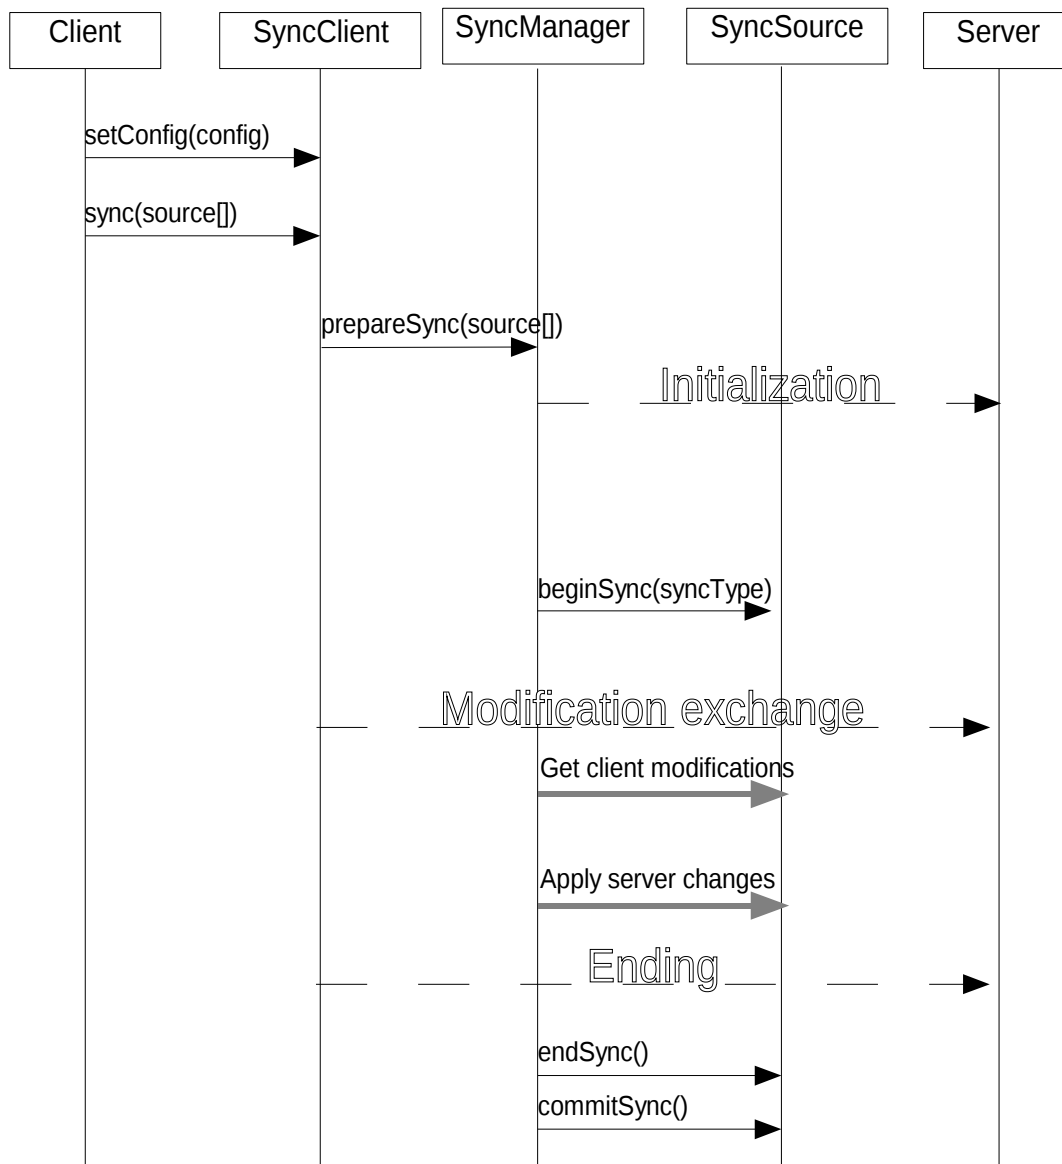 Client
SyncClient
SyncManager
SyncSource
Server
setConfig(config)
sync(source[])
prepareSync(source[])
Initialization
beginSync(syncType)
Modification exchange
Get client modifications
Apply server changes
Ending
endSync()
commitSync()